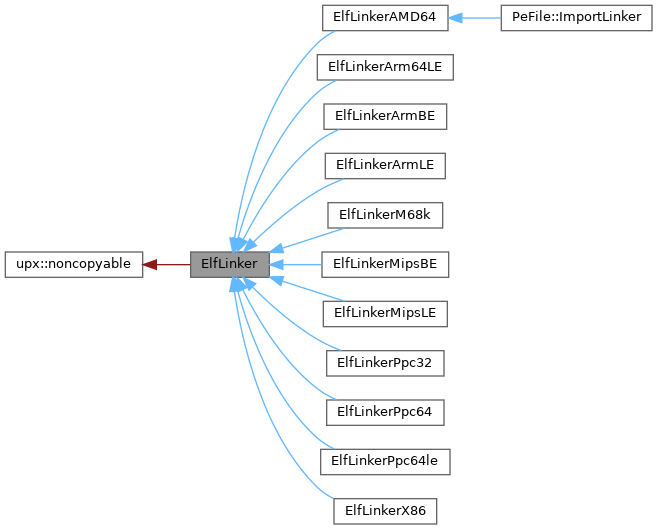 ElfLinkerAMD64
PeFile::ImportLinker
ElfLinkerArm64LE
ElfLinkerArmBE
ElfLinkerArmLE
ElfLinkerM68k
upx::noncopyable
ElfLinker
ElfLinkerMipsBE
ElfLinkerMipsLE
ElfLinkerPpc32
ElfLinkerPpc64
ElfLinkerPpc64le
ElfLinkerX86